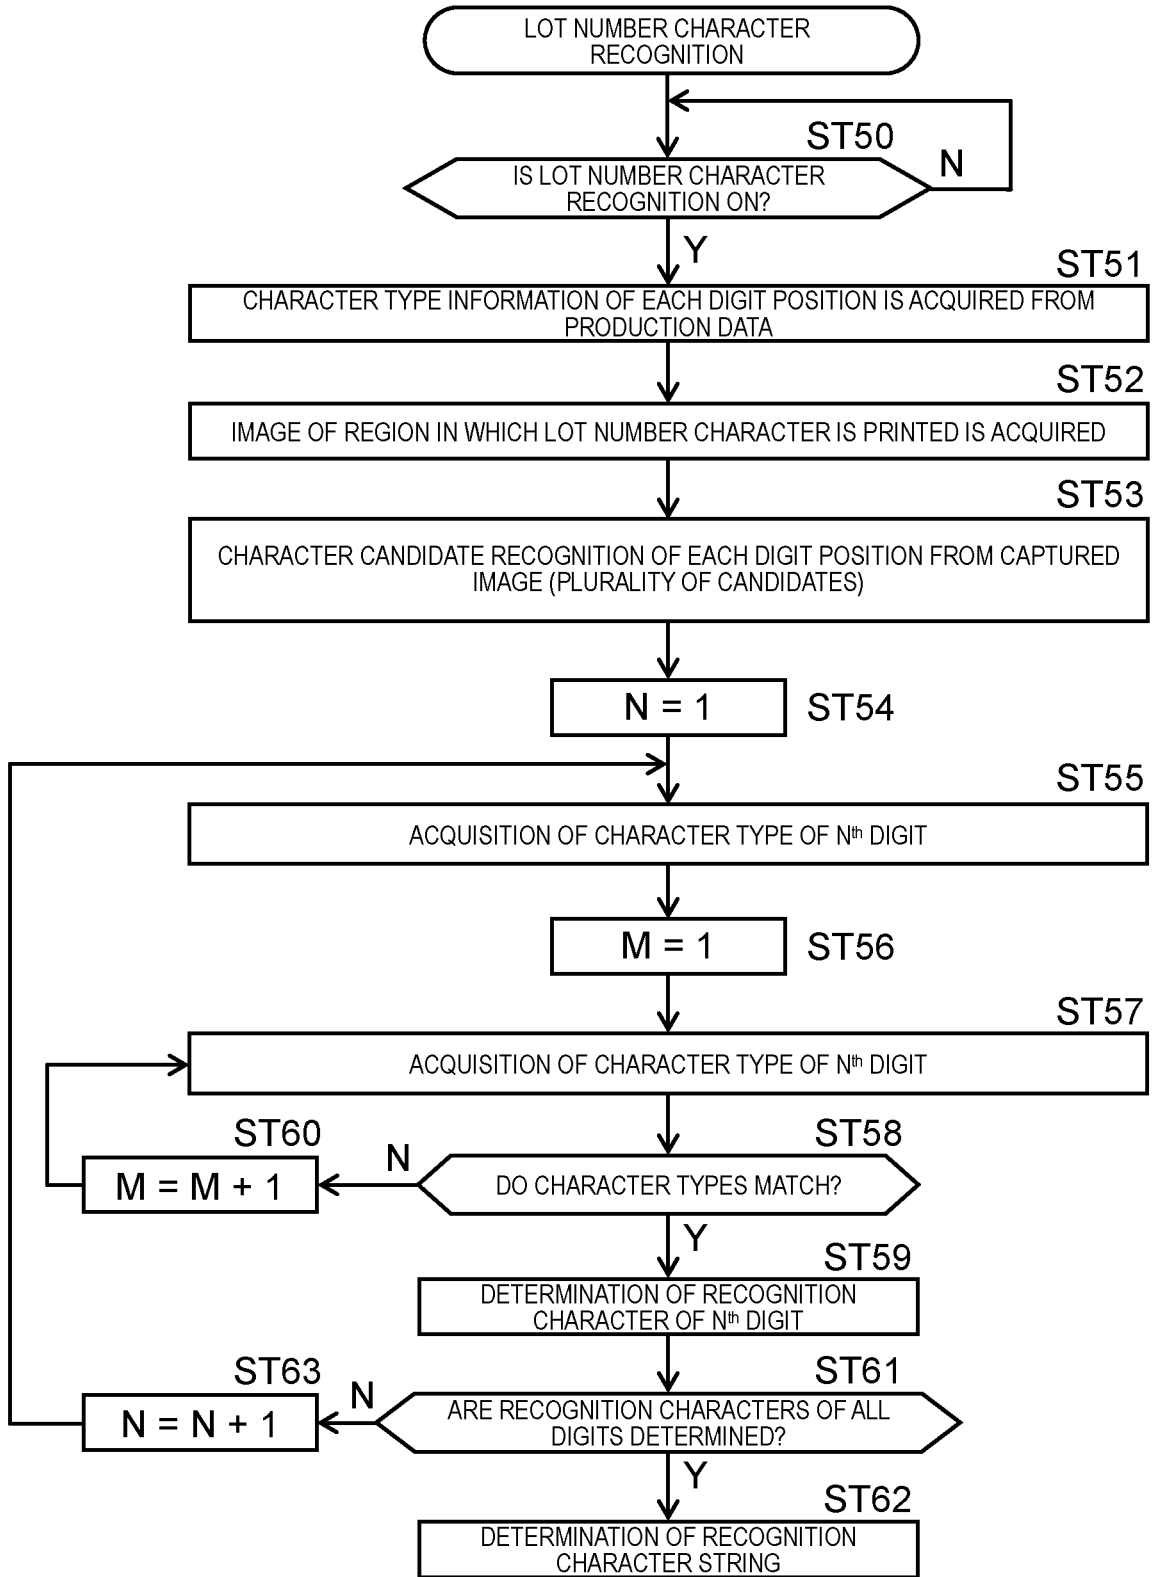 LOT NUMBER CHARACTER
RECOGNITION
ST50
IS LOT NUMBER CHARACTER
RECOGNITION ON?
N
Y
ST51
CHARACTER TYPE INFORMATION OF EACH DIGIT POSITION IS ACQUIRED FROM
PRODUCTION DATA
ST52
IMAGE OF REGION IN WHICH LOT NUMBER CHARACTER IS PRINTED IS ACQUIRED
ST53
CHARACTER CANDIDATE RECOGNITION OF EACH DIGIT POSITION FROM CAPTURED
IMAGE (PLURALITY OF CANDIDATES)
N = 1
ST54
ST55
ACQUISITION OF CHARACTER TYPE OF Nth DIGIT
M = 1
ST56
ST57
ACQUISITION OF CHARACTER TYPE OF Nth DIGIT
ST60
M = M + 1
N
ST58
DO CHARACTER TYPES MATCH?
Y
ST59
DETERMINATION OF RECOGNITION
CHARACTER OF Nth DIGIT
ST63
N = N + 1
N
ST61
ARE RECOGNITION CHARACTERS OF ALL
DIGITS DETERMINED?
Y
ST62
DETERMINATION OF RECOGNITION
CHARACTER STRING